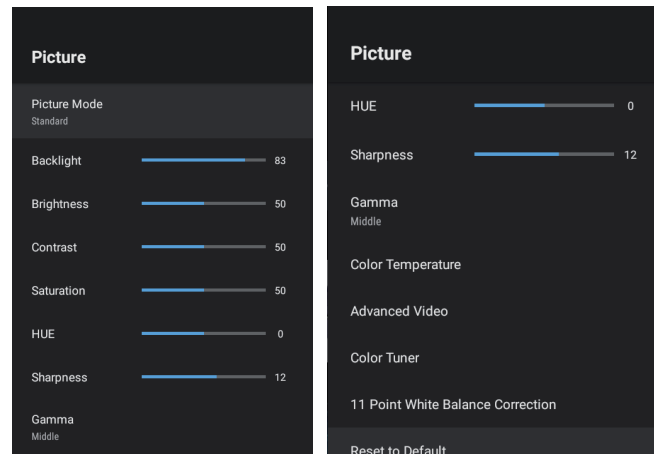 Picture
Picture Mode
Standard
Backlight 83
Brightness 50
Contrast 50
Saturation 50
HUE 0
Sharpness 12
Gamma
Middle
Picture
HUE 0
Sharpness 12
Gamma
Middle
Color Temperature
Advanced Video
Color Tuner
11 Point White Balance Correction
Reset to Default